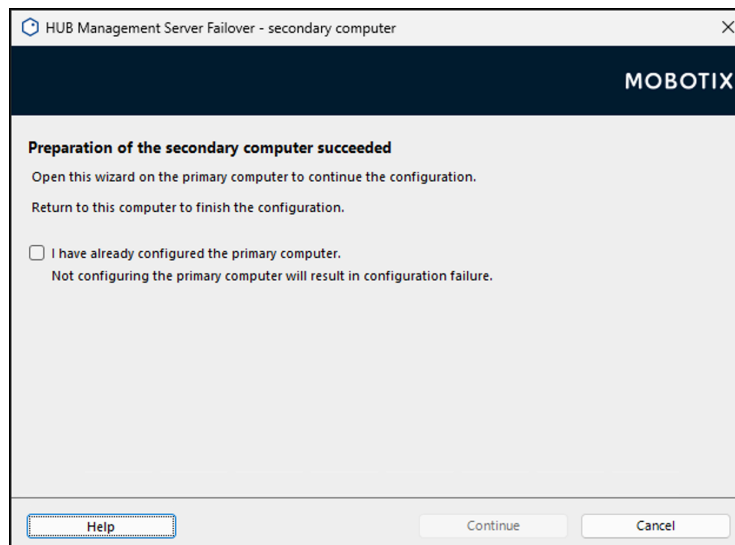 HUB Management Server Failover - secondary computer
MOBOTIX
Preparation of the secondary computer succeeded
Open this wizard on the primary computer to continue the configuration.
Return to this computer to finish the configuration.
I have already configured the primary computer.
Not configuring the primary computer will result in configuration failure.
Help
Continue
Cancel